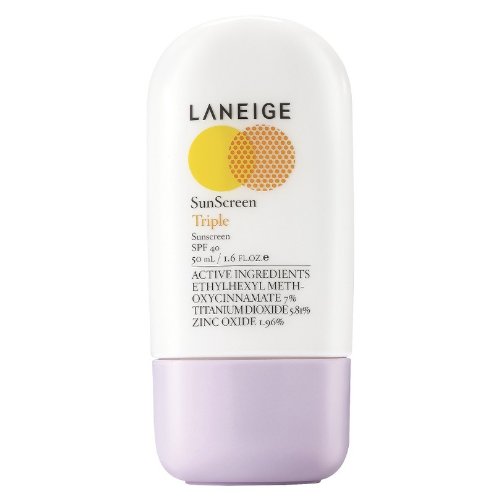 LANEIGE
SunScreen
Triple
Sunscreen
SPF 40
50 mL / 1.6 FL.OZ.e
ACTIVE INGREDIENTS
ETHYLHEXYL METH-
OXYCINNAMATE 7%
TITANIUM DIOXIDE 5.81%
ZINC OXIDE 1.96%